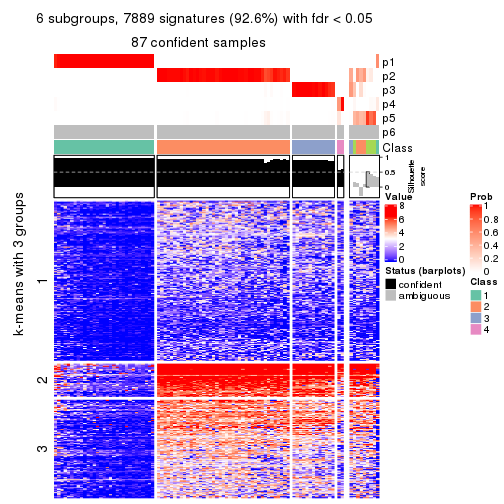 6 subgroups, 7889 signatures (92.6%) with fdr < 0.05
87 confident samples
p1
p2
p3
p4
p5
p6
Class
1
0.5
0
Silhouette
score
k-means with 3 groups
1
2
3
Value
8
6
4
2
0
Status (barplots)
confident
ambiguous
Prob
1
0.8
0.6
0.4
0.2
0
Class
1
2
3
4